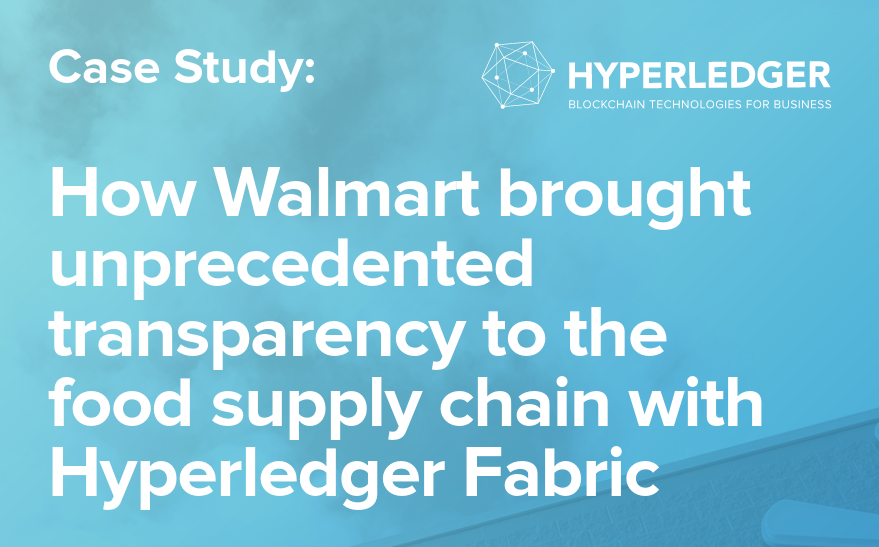 Case Study:
HYPERLEDGER
BLOCKCHAIN TECHNOLOGIES FOR BUSINESS
How Walmart brought
unprecedented
transparency to the
food supply chain with
Hyperledger Fabric